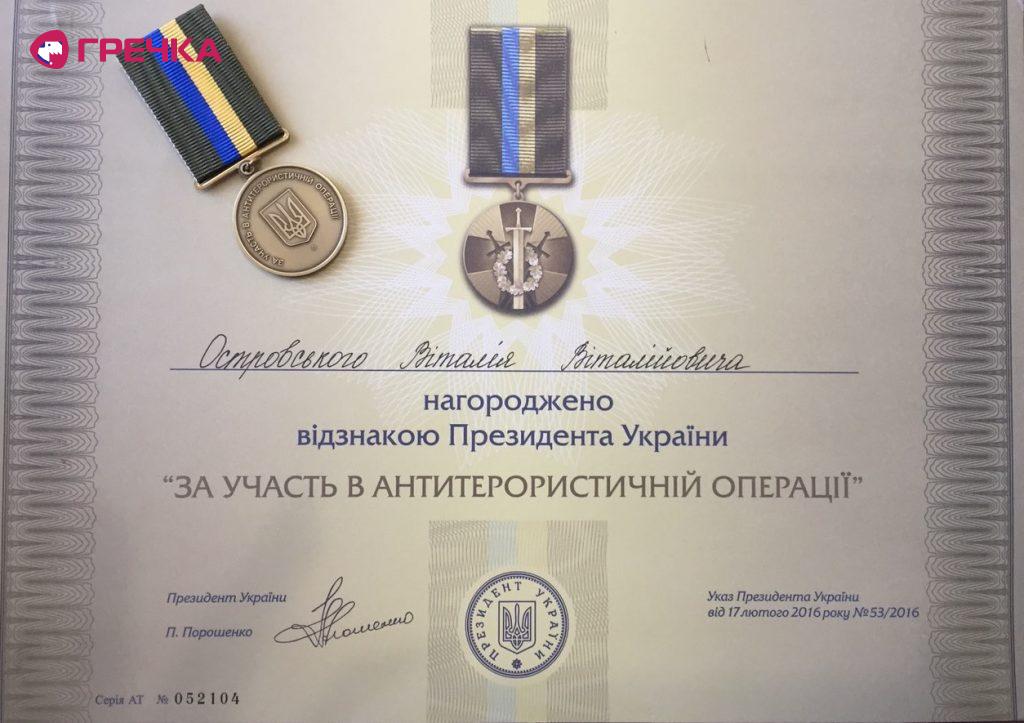 ГРЕЧКА
ЗА УЧАСТЬ В АНТИТЕРОРИСТИЧНІЙ ОПЕРАЦІЇ
Островського Віталія Віталійовича
нагороджено
відзнакою Президента України
“ЗА УЧАСТЬ В АНТИТЕРОРИСТИЧНІЙ ОПЕРАЦІЇ”
Президент України
П. Порошенко
ПРЕЗИДЕНТ УКРАЇНИ
Указ Президента України
від 17 лютого 2016 року №53/2016
Серія АТ № 052104